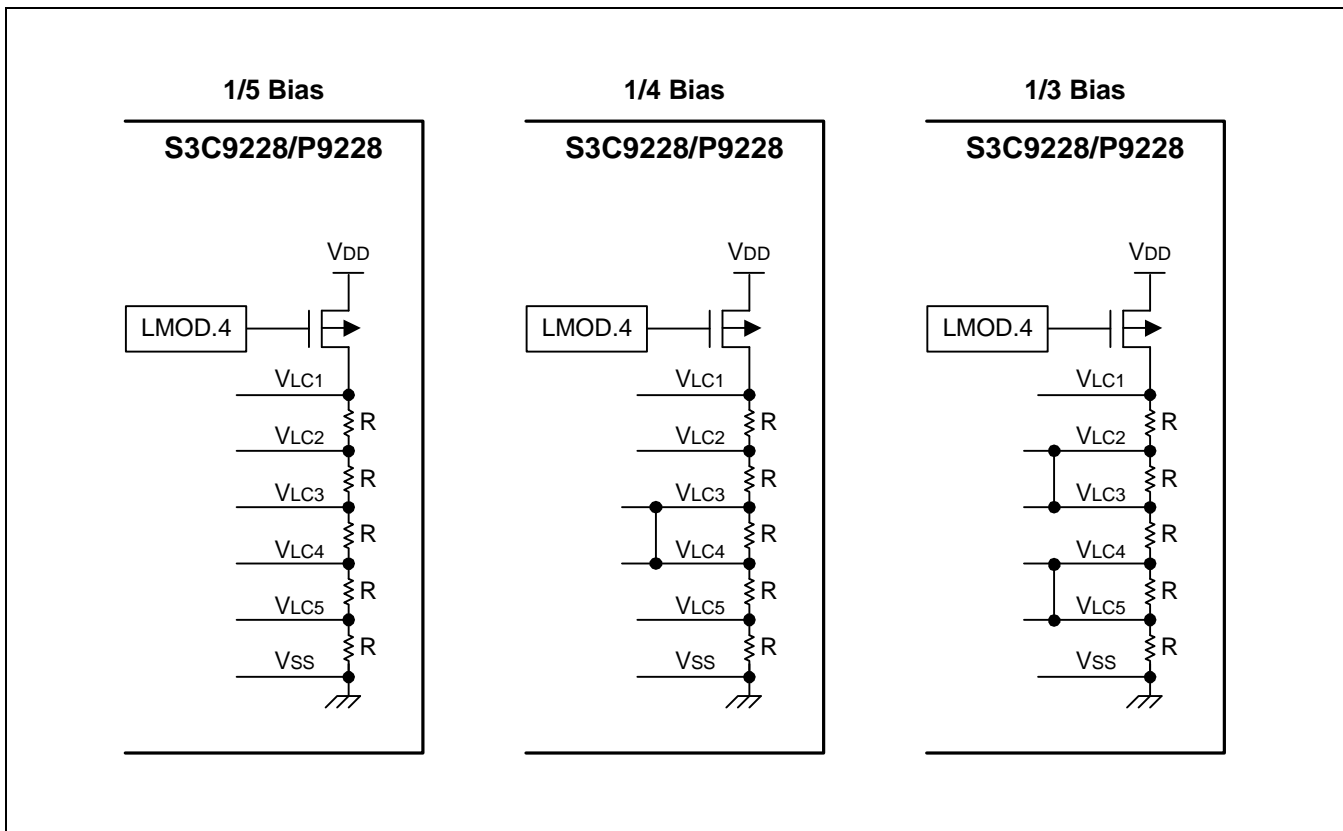 1/5 Bias
S3C9228/P9228
VDD
LMOD.4
VLC1
R
VLC2
R
VLC3
R
VLC4
R
VLC5
R
VSS
1/4 Bias
S3C9228/P9228
VDD
LMOD.4
VLC1
R
VLC2
R
VLC3
R
VLC4
R
VLC5
R
VSS
1/3 Bias
S3C9228/P9228
VDD
LMOD.4
VLC1
R
VLC2
R
VLC3
R
VLC4
R
VLC5
R
VSS